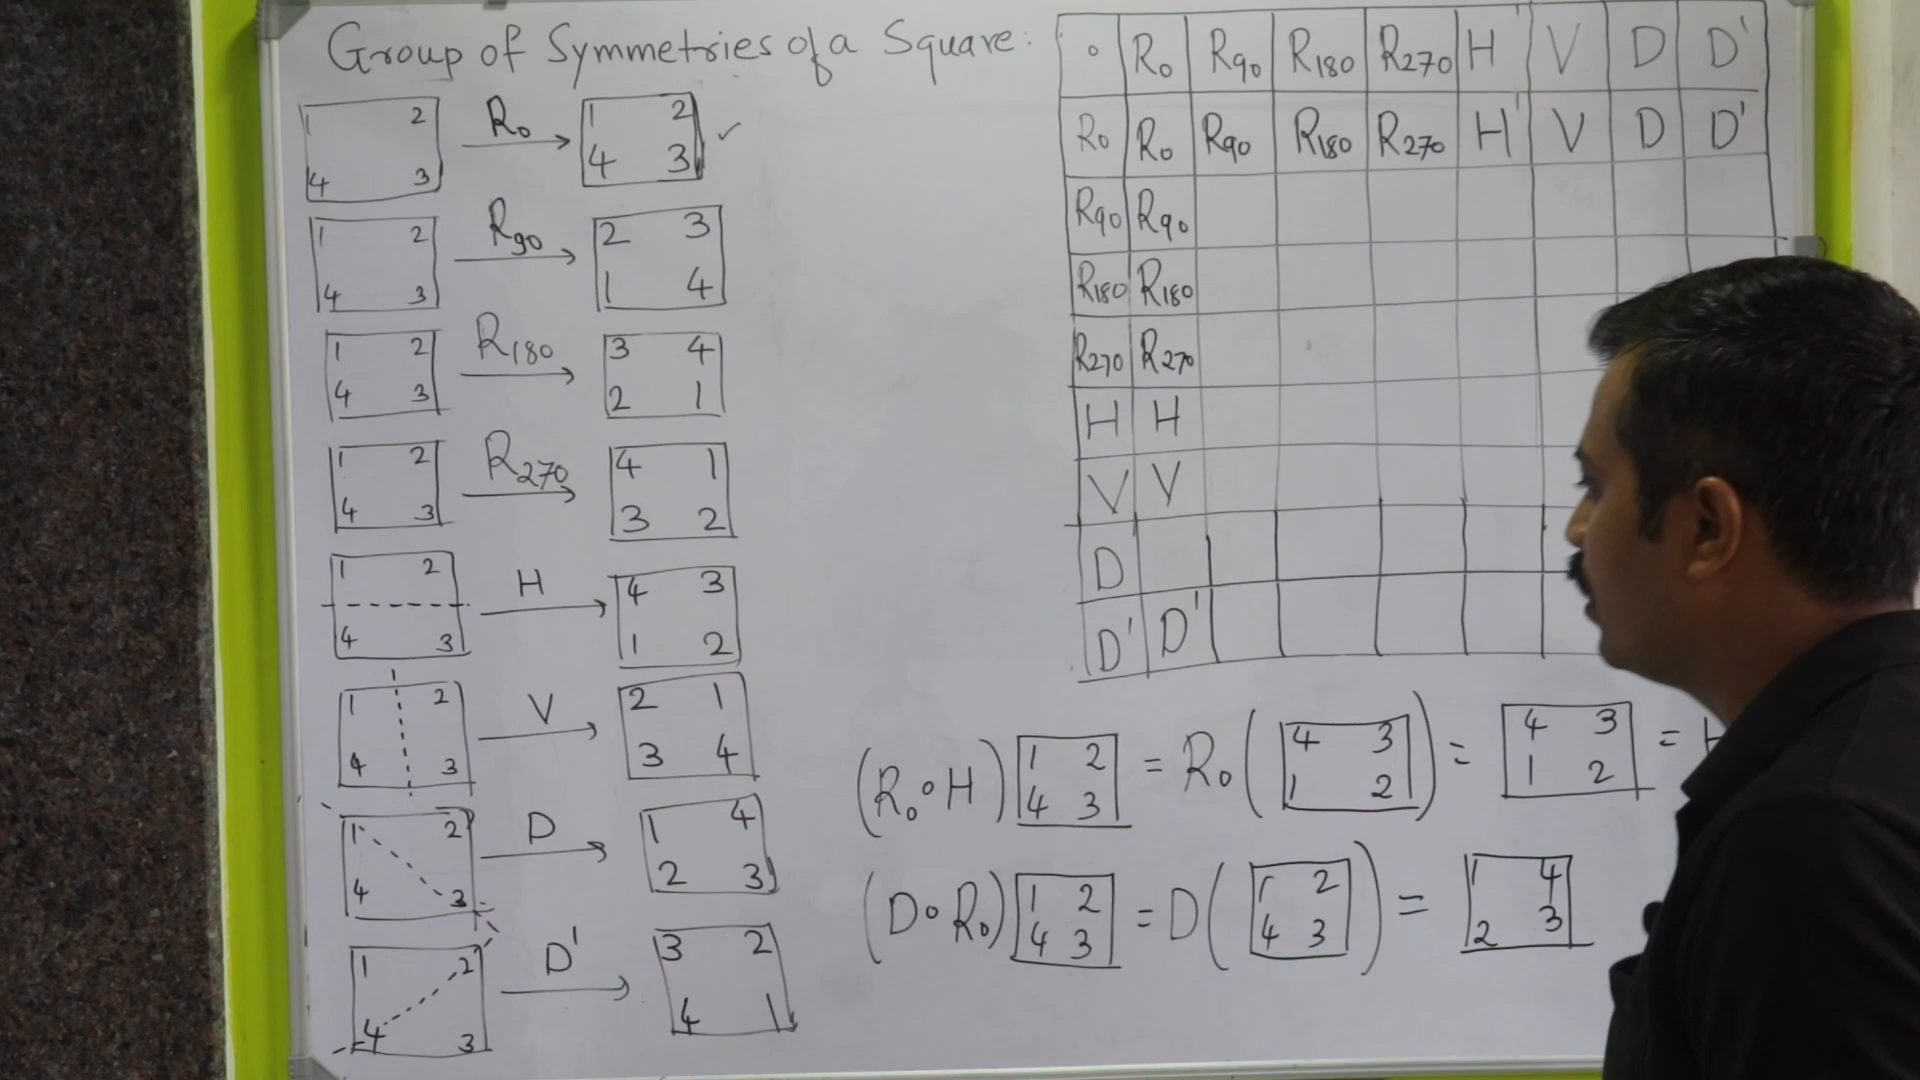 Group of Symmetries of a Square:
1 2 R₀ 1 2 ✓
4 3 → 4 3
1 2 R₉₀ 2 3
4 3 → 1 4
1 2 R₁₈₀ 3 4
4 3 → 2 1
1 2 R₂₇₀ 4 1
4 3 → 3 2
1 2 H 4 3
4 3 → 1 2
1 2 V 2 1
4 3 → 3 4
1 2 D 1 4
4 3 → 2 3
1 2 D' 3 2
4 3 → 4 1
∘ R₀ R₉₀ R₁₈₀ R₂₇₀ H V D D'
R₀ R₀ R₉₀ R₁₈₀ R₂₇₀ H V D D'
R₉₀ R₉₀
R₁₈₀ R₁₈₀
R₂₇₀ R₂₇₀
H H
V V
D
D' D'
(R₀∘H) 1 2 = R₀( 4 3 ) = 4 3 =
4 3 1 2 1 2
(D∘R₀) 1 2 = D( 1 2 ) = 1 4
4 3 4 3 2 3